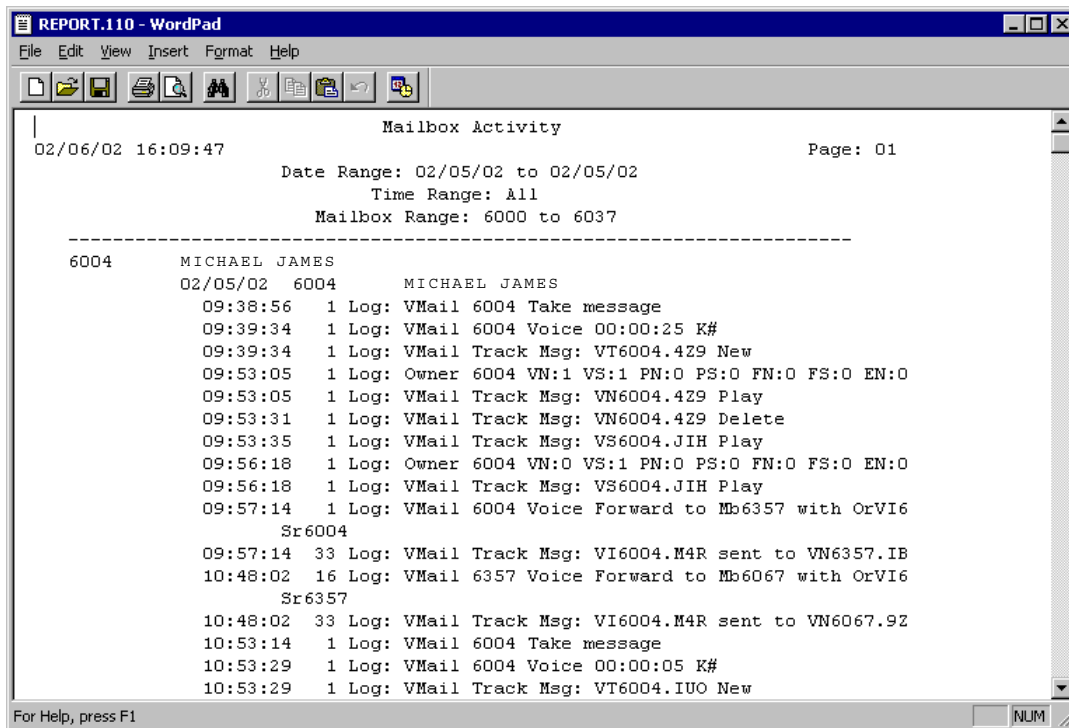 REPORT.110 - WordPad
File Edit View Insert Format Help
Mailbox Activity
02/06/02 16:09:47 Page: 01
Date Range: 02/05/02 to 02/05/02
Time Range: All
Mailbox Range: 6000 to 6037
----------------------------------------------------------------------
6004 MICHAEL JAMES
02/05/02 6004 MICHAEL JAMES
09:38:56 1 Log: VMail 6004 Take message
09:39:34 1 Log: VMail 6004 Voice 00:00:25 K#
09:39:34 1 Log: VMail Track Msg: VT6004.4Z9 New
09:53:05 1 Log: Owner 6004 VN:1 VS:1 PN:0 PS:0 FN:0 FS:0 EN:0
09:53:05 1 Log: VMail Track Msg: VN6004.4Z9 Play
09:53:31 1 Log: VMail Track Msg: VN6004.4Z9 Delete
09:53:35 1 Log: VMail Track Msg: VS6004.JIH Play
09:56:18 1 Log: Owner 6004 VN:0 VS:1 PN:0 PS:0 FN:0 FS:0 EN:0
09:56:18 1 Log: VMail Track Msg: VS6004.JIH Play
09:57:14 1 Log: VMail 6004 Voice Forward to Mb6357 with OrVI6
Sr6004
09:57:14 33 Log: VMail Track Msg: VI6004.M4R sent to VN6357.IB
10:48:02 16 Log: VMail 6357 Voice Forward to Mb6067 with OrVI6
Sr6357
10:48:02 33 Log: VMail Track Msg: VI6004.M4R sent to VN6067.9Z
10:53:14 1 Log: VMail 6004 Take message
10:53:29 1 Log: VMail 6004 Voice 00:00:05 K#
10:53:29 1 Log: VMail Track Msg: VT6004.IUO New
For Help, press F1 NUM